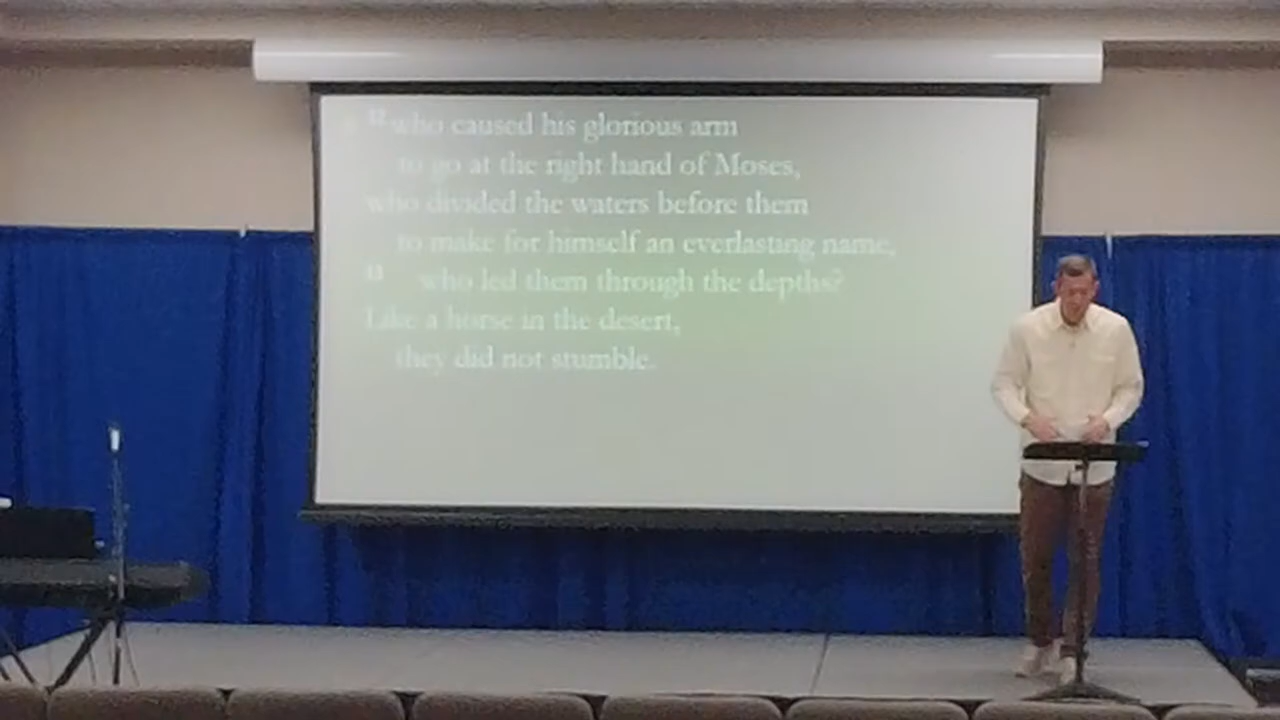 12 who caused his glorious arm
to go at the right hand of Moses,
who divided the waters before them
to make for himself an everlasting name,
13 who led them through the depths?
Like a horse in the desert,
they did not stumble.